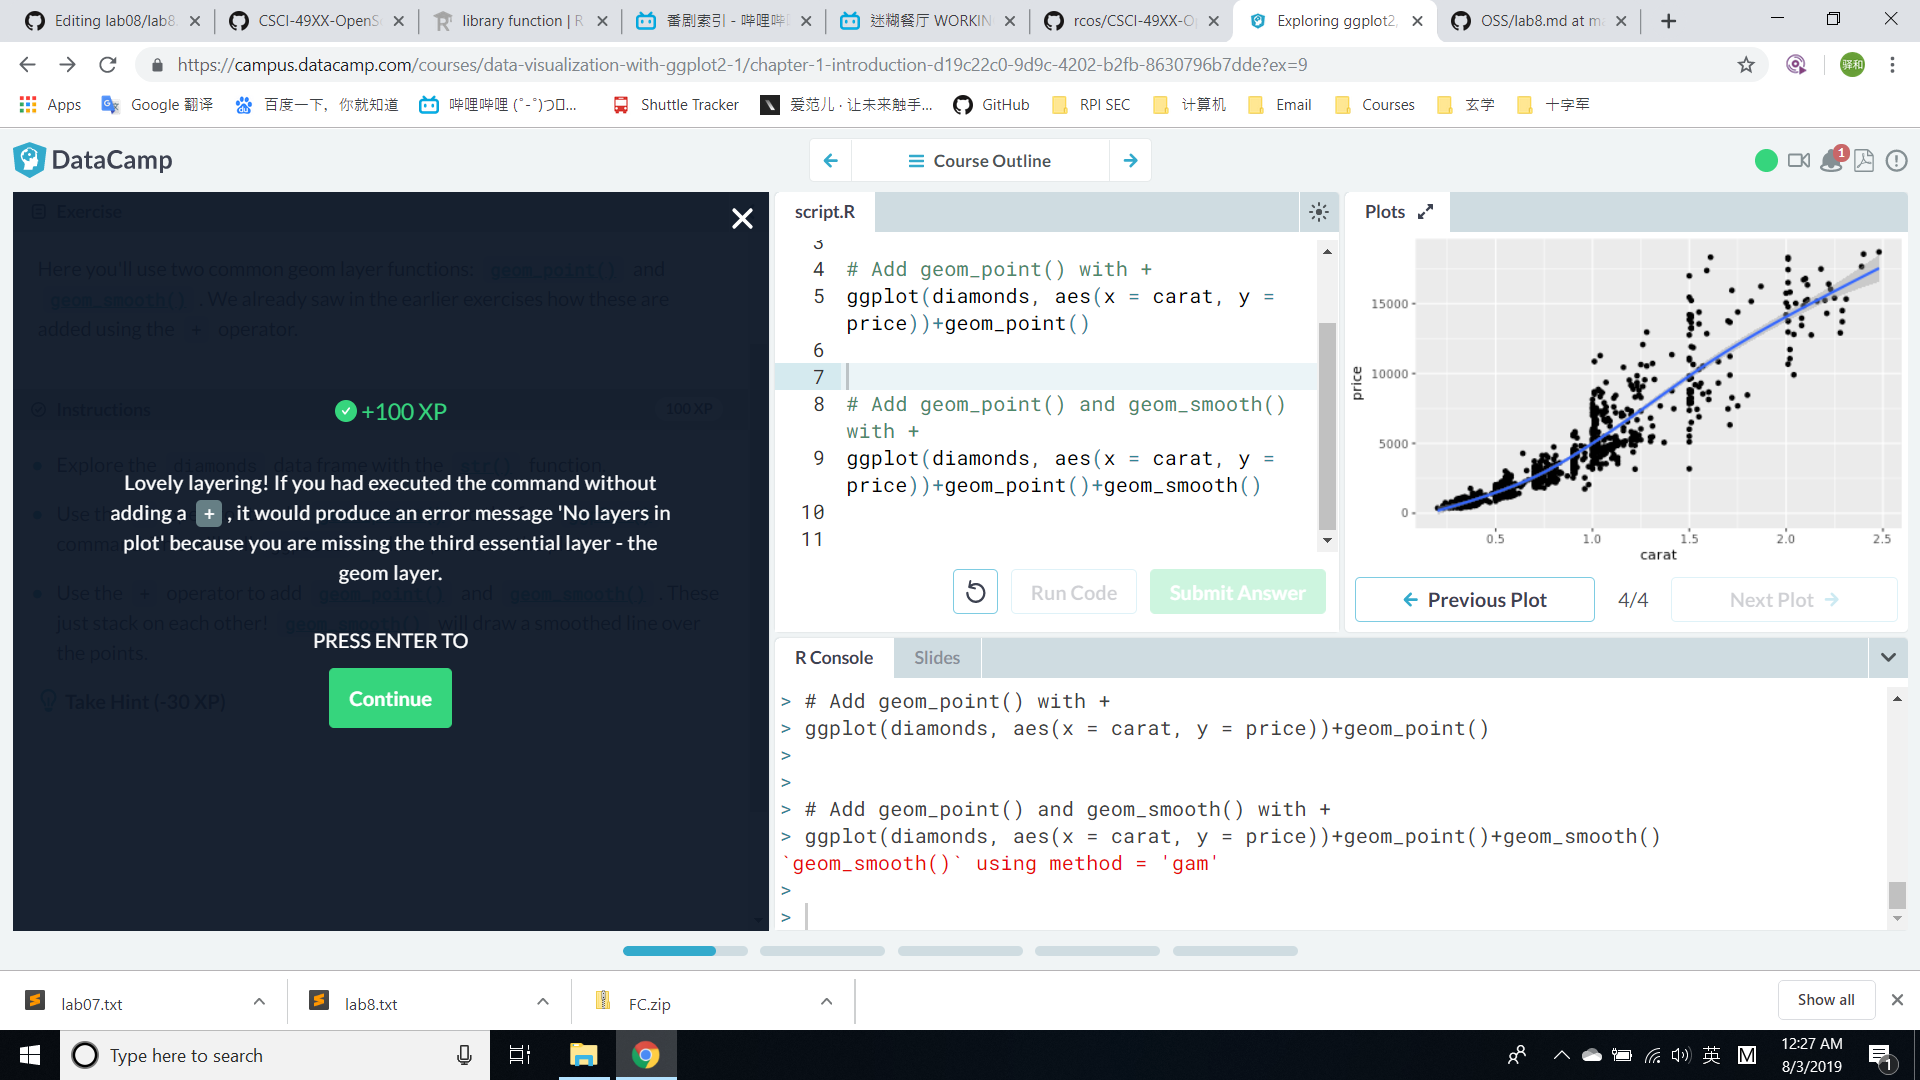 Editing lab08/lab8.
CSCI-49XX-OpenS
library function | R
番剧索引 - 哔哩哔
迷糊餐厅 WORKIN
rcos/CSCI-49XX-O
Exploring ggplot2,
OSS/lab8.md at m
https://campus.datacamp.com/courses/data-visualization-with-ggplot2-1/chapter-1-introduction-d19c22c0-9d9c-4202-b2fb-8630796b7dde?ex=9
驿和
Apps
Google 翻译
百度一下，你就知道
哔哩哔哩 (゜-゜)つロ...
Shuttle Tracker
爱范儿 · 让未来触手...
GitHub
RPI SEC
计算机
Email
Courses
玄学
十字军
DataCamp
Course Outline
1
Exercise
Here you'll use two common geom layer functions: geom_point() and
geom_smooth() . We already saw in the earlier exercises how these are
added using the + operator.
Instructions
100 XP
+100 XP
Explore the diamonds data frame with the str() function.
Lovely layering! If you had executed the command without
adding a + , it would produce an error message 'No layers in
plot' because you are missing the third essential layer - the
geom layer.
Use the + operator to add geom_point() and geom_smooth() . These
just stack on each other! geom_smooth() will draw a smoothed line over
the points.
PRESS ENTER TO
Take Hint (-30 XP)
Continue
script.R
3
4 # Add geom_point() with +
5 ggplot(diamonds, aes(x = carat, y =
price))+geom_point()
6
7
8 # Add geom_point() and geom_smooth()
with +
9 ggplot(diamonds, aes(x = carat, y =
price))+geom_point()+geom_smooth()
10
11
Run Code
Submit Answer
Plots
price
15000
10000
5000
0
0.5 1.0 1.5 2.0 2.5
carat
Previous Plot
4/4
Next Plot
R Console
Slides
> # Add geom_point() with +
> ggplot(diamonds, aes(x = carat, y = price))+geom_point()
>
>
> # Add geom_point() and geom_smooth() with +
> ggplot(diamonds, aes(x = carat, y = price))+geom_point()+geom_smooth()
`geom_smooth()` using method = 'gam'
>
>
lab07.txt
lab8.txt
FC.zip
Show all
Type here to search
英
M
12:27 AM
8/3/2019
1